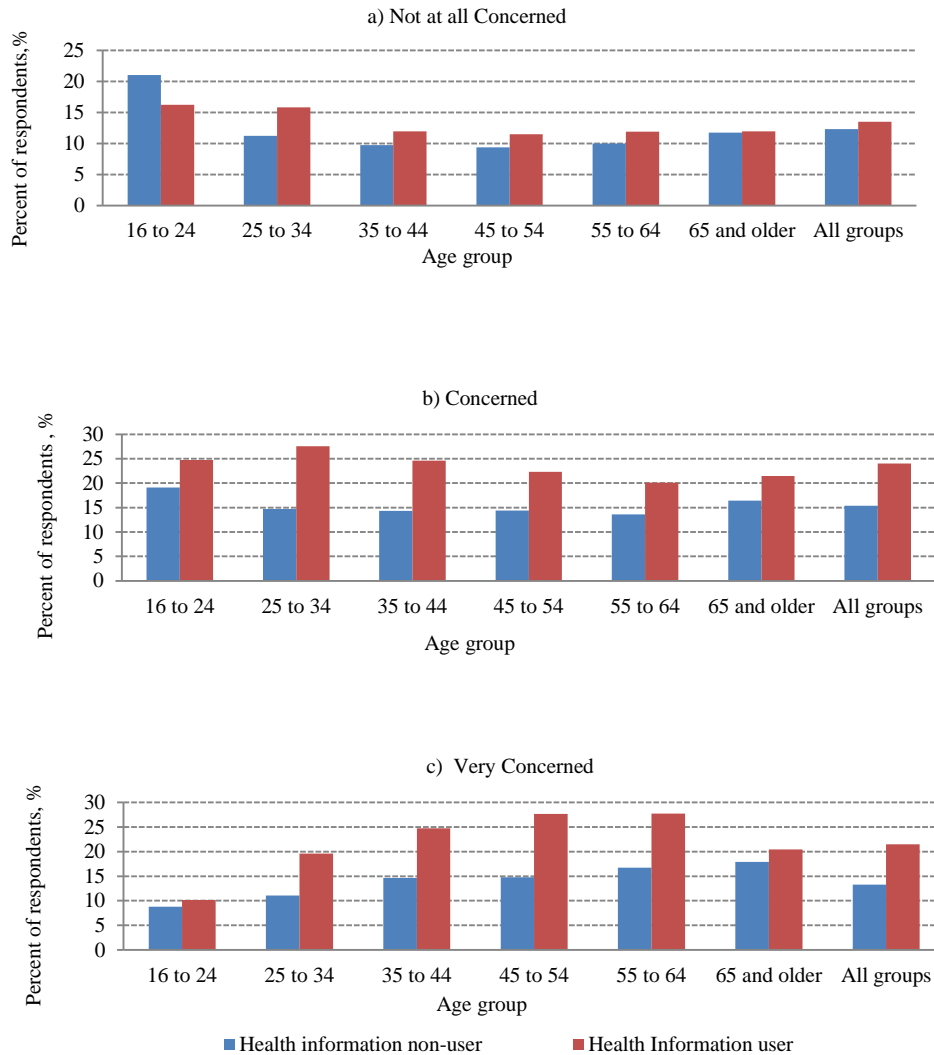 a) Not at all Concerned
Percent of respondents,%
25
20
15
10
5
0
16 to 24 25 to 34 35 to 44 45 to 54 55 to 64 65 and older All groups
Age group
b) Concerned
Percent of respondents , %
30
25
20
15
10
5
0
16 to 24 25 to 34 35 to 44 45 to 54 55 to 64 65 and older All groups
Age group
c) Very Concerned
Percent of respondents, %
30
25
20
15
10
5
0
16 to 24 25 to 34 35 to 44 45 to 54 55 to 64 65 and older All groups
Age group
Health information non-user Health Information user